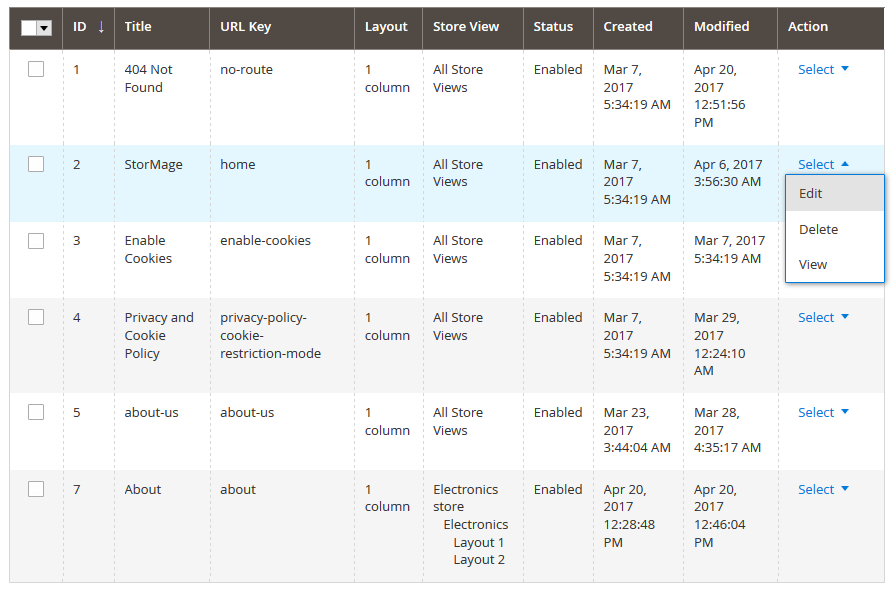 ID ↓ Title URL Key Layout Store View Status Created Modified Action
1 404 Not no-route 1 All Store Enabled Mar 7, Apr 20, Select
Found column Views 2017 2017
5:34:19 AM 12:51:56
PM
2 StorMage home 1 All Store Enabled Mar 7, Apr 6, 2017 Select
column Views 2017 3:56:30 AM
5:34:19 AM
Edit
Delete
View
3 Enable enable-cookies 1 All Store Enabled Mar 7, Mar 7, 2017
Cookies column Views 2017 5:34:19 AM
5:34:19 AM
4 Privacy and privacy-policy- 1 All Store Enabled Mar 7, Mar 29, Select
Cookie cookie- column Views 2017 2017
Policy restriction-mode 5:34:19 AM 12:24:10
AM
5 about-us about-us 1 All Store Enabled Mar 23, Mar 28, Select
column Views 2017 2017
3:44:04 AM 4:35:17 AM
7 About about 1 Electronics Enabled Apr 20, Apr 20, Select
column store 2017 2017
Electronics 12:28:48 12:46:04
Layout 1 PM PM
Layout 2